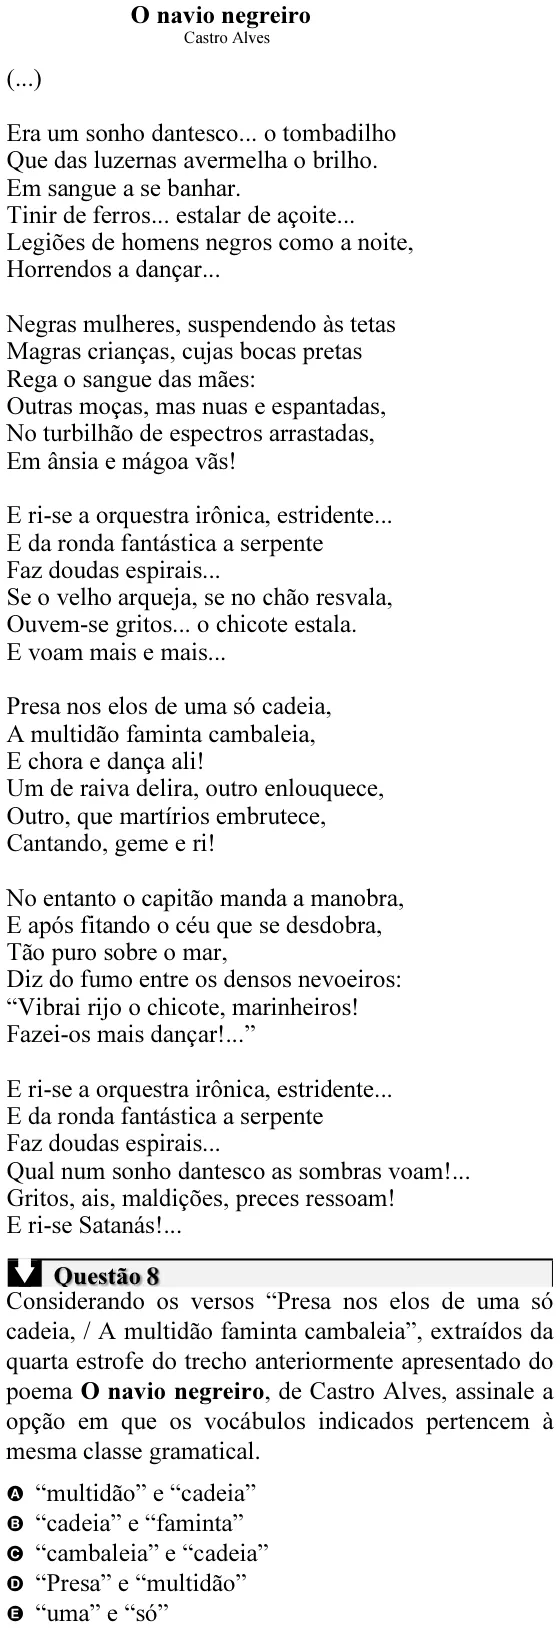 O navio negreiro
Castro Alves
(...)
Era um sonho dantesco... o tombadilho
Que das luzernas avermelha o brilho.
Em sangue a se banhar.
Tinir de ferros... estalar de açoite...
Legiões de homens negros como a noite,
Horrendos a dançar...
Negras mulheres, suspendendo às tetas
Magras crianças, cujas bocas pretas
Rega o sangue das mães:
Outras moças, mas nuas e espantadas,
No turbilhão de espectros arrastadas,
Em ânsia e mágoa vãs!
E ri-se a orquestra irônica, estridente...
E da ronda fantástica a serpente
Faz doudas espirais...
Se o velho arqueja, se no chão resvala,
Ouvem-se gritos... o chicote estala.
E voam mais e mais...
Presa nos elos de uma só cadeia,
A multidão faminta cambaleia,
E chora e dança ali!
Um de raiva delira, outro enlouquece,
Outro, que martírios embrutece,
Cantando, geme e ri!
No entanto o capitão manda a manobra,
E após fitando o céu que se desdobra,
Tão puro sobre o mar,
Diz do fumo entre os densos nevoeiros:
“Vibrai rijo o chicote, marinheiros!
Fazei-os mais dançar!...”
E ri-se a orquestra irônica, estridente...
E da ronda fantástica a serpente
Faz doudas espirais...
Qual num sonho dantesco as sombras voam!...
Gritos, ais, maldições, preces ressoam!
E ri-se Satanás!...
Questão 8
Considerando os versos “Presa nos elos de uma só
cadeia, / A multidão faminta cambaleia”, extraídos da
quarta estrofe do trecho anteriormente apresentado do
poema O navio negreiro, de Castro Alves, assinale a
opção em que os vocábulos indicados pertencem à
mesma classe gramatical.
A “multidão” e “cadeia”
B “cadeia” e “faminta”
C “cambaleia” e “cadeia”
D “Presa” e “multidão”
E “uma” e “só”